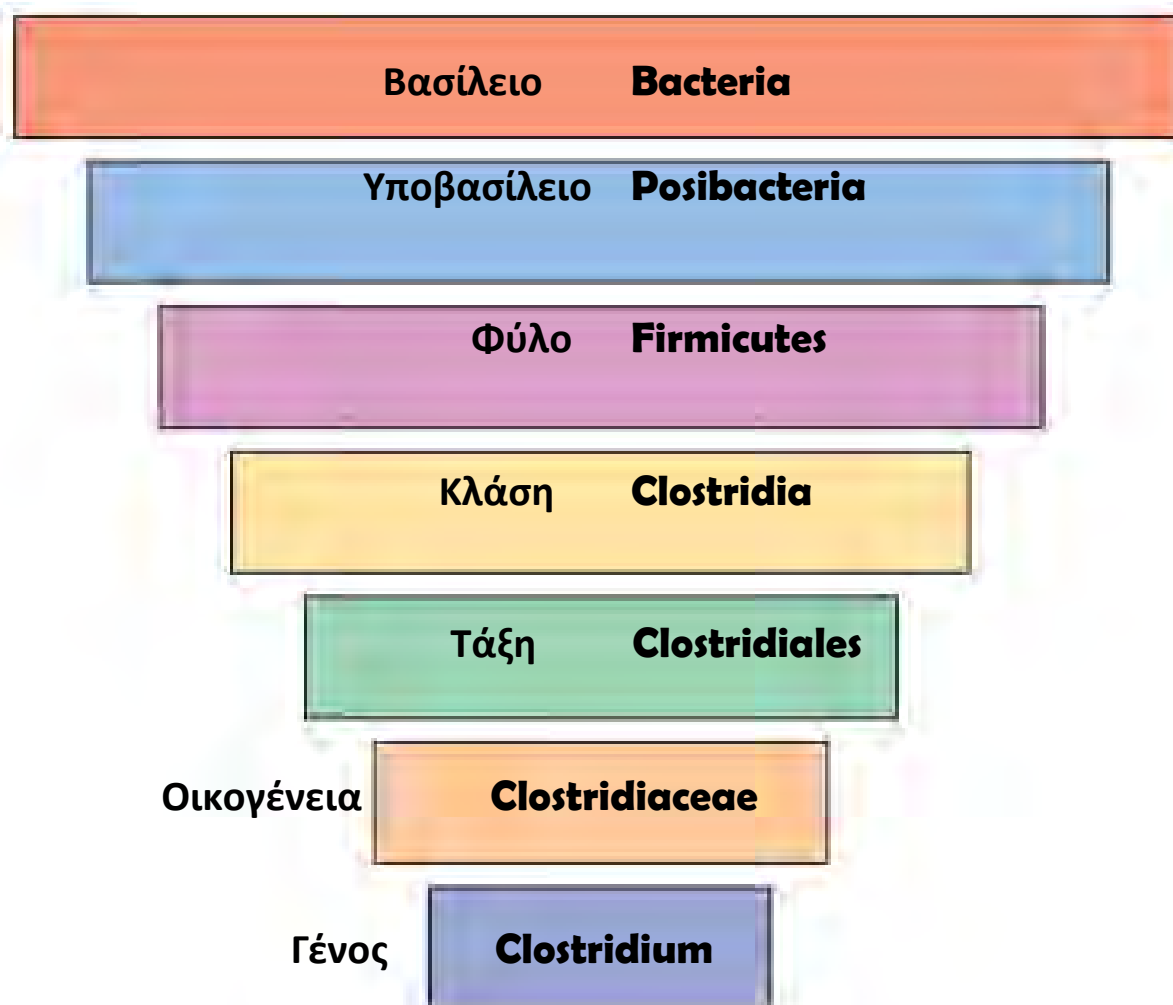 Βασίλειο Bacteria
Υποβασίλειο Posibacteria
Φύλο Firmicutes
Κλάση Clostridia
Τάξη Clostridiales
Οικογένεια Clostridiaceae
Γένος Clostridium